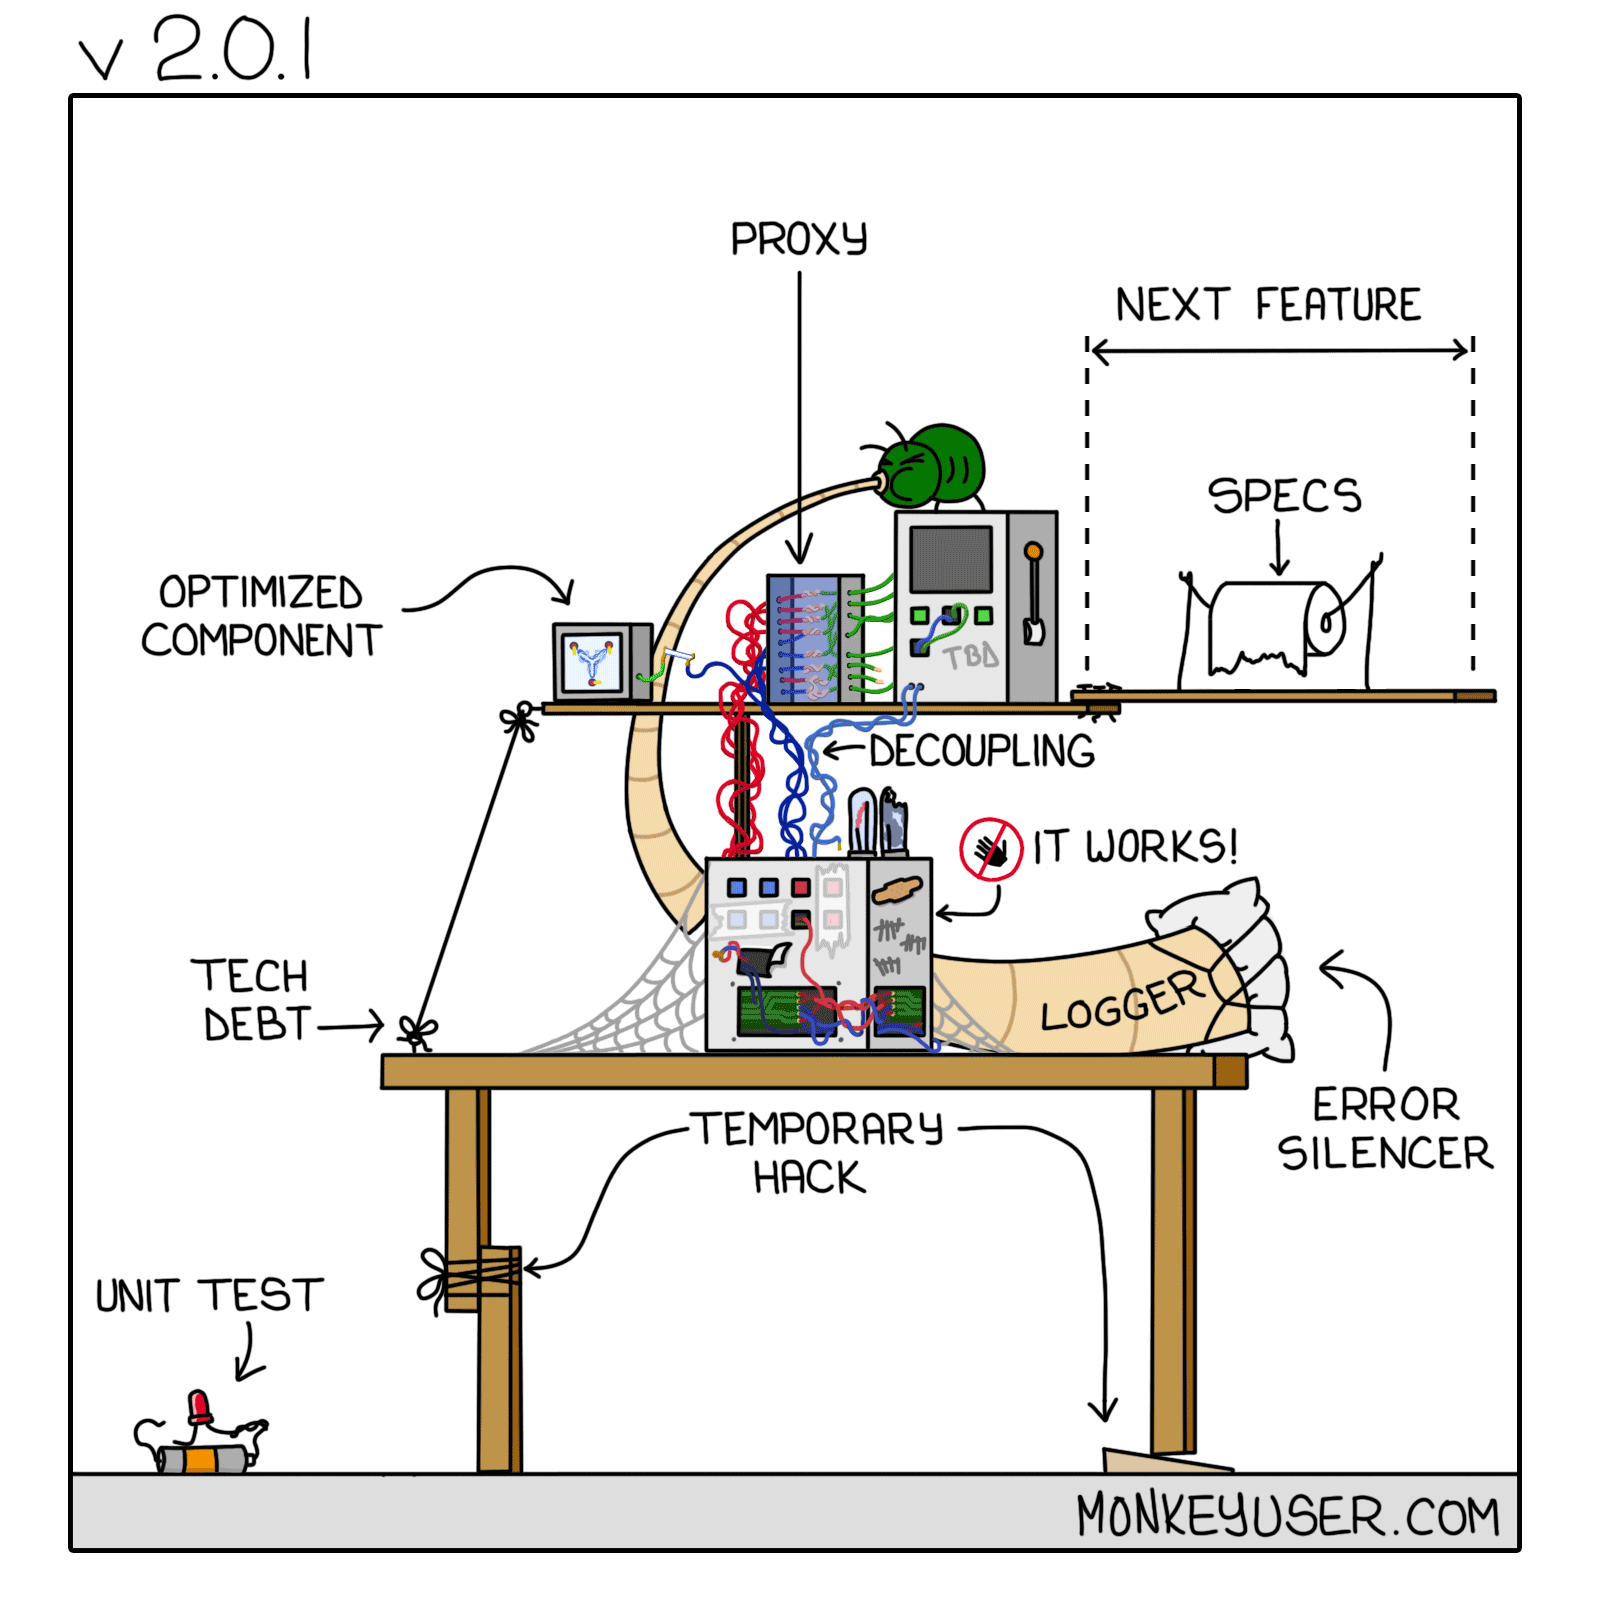 v 2.0.1
PROXY
NEXT FEATURE
SPECS
OPTIMIZED
COMPONENT
TBD
DECOUPLING
IT WORKS!
TECH
DEBT
LOGGER
ERROR
SILENCER
TEMPORARY
HACK
UNIT TEST
MONKEYUSER.COM